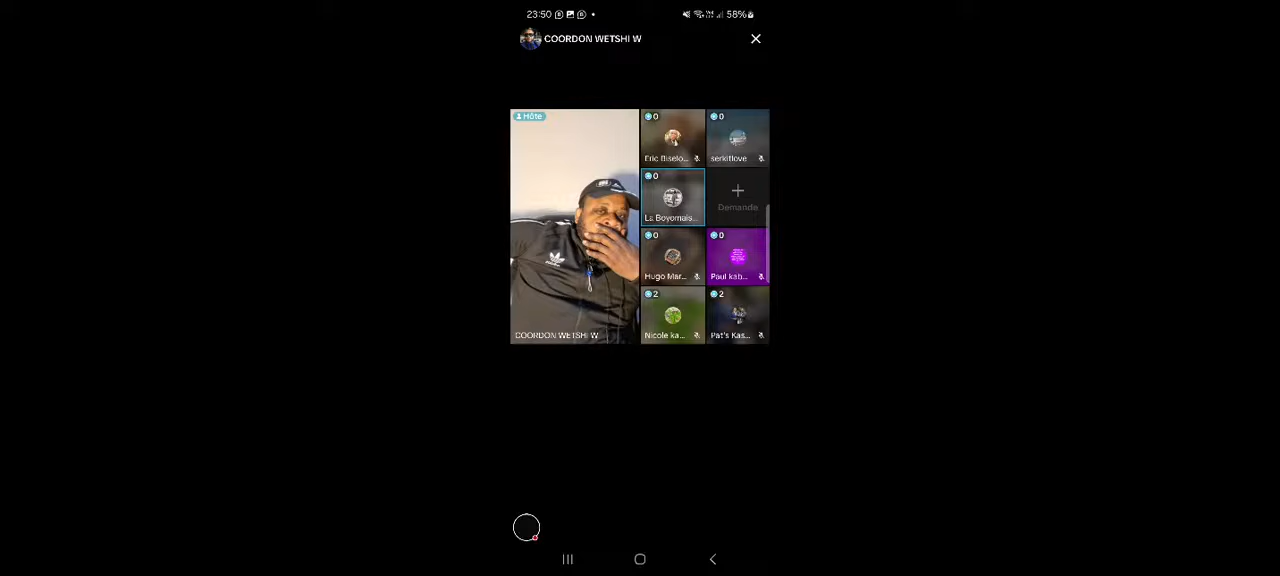 23:50
58%
COORDON WETSHI W
Hôte
0
0
Eric Biselo...
serkitlove
0
La Boyomais...
Demande
0
0
Hugo Mar...
Paul kab...
2
2
Nicole ka...
Pat's Kas...
COORDON WETSHI W